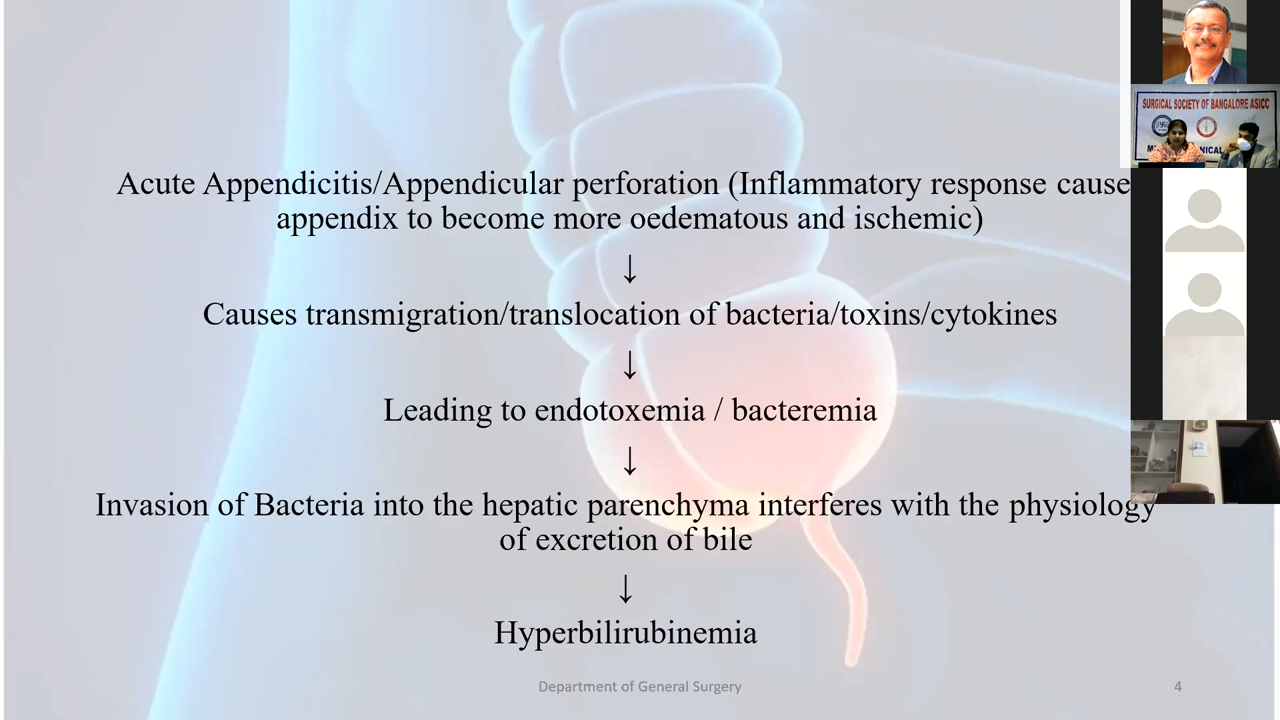 Acute Appendicitis/Appendicular perforation (Inflammatory response cause
appendix to become more oedematous and ischemic)
↓
Causes transmigration/translocation of bacteria/toxins/cytokines
↓
Leading to endotoxemia / bacteremia
↓
Invasion of Bacteria into the hepatic parenchyma interferes with the physiology
of excretion of bile
↓
Hyperbilirubinemia
Department of General Surgery
4
SURGICAL SOCIETY OF BANGALORE ASICC